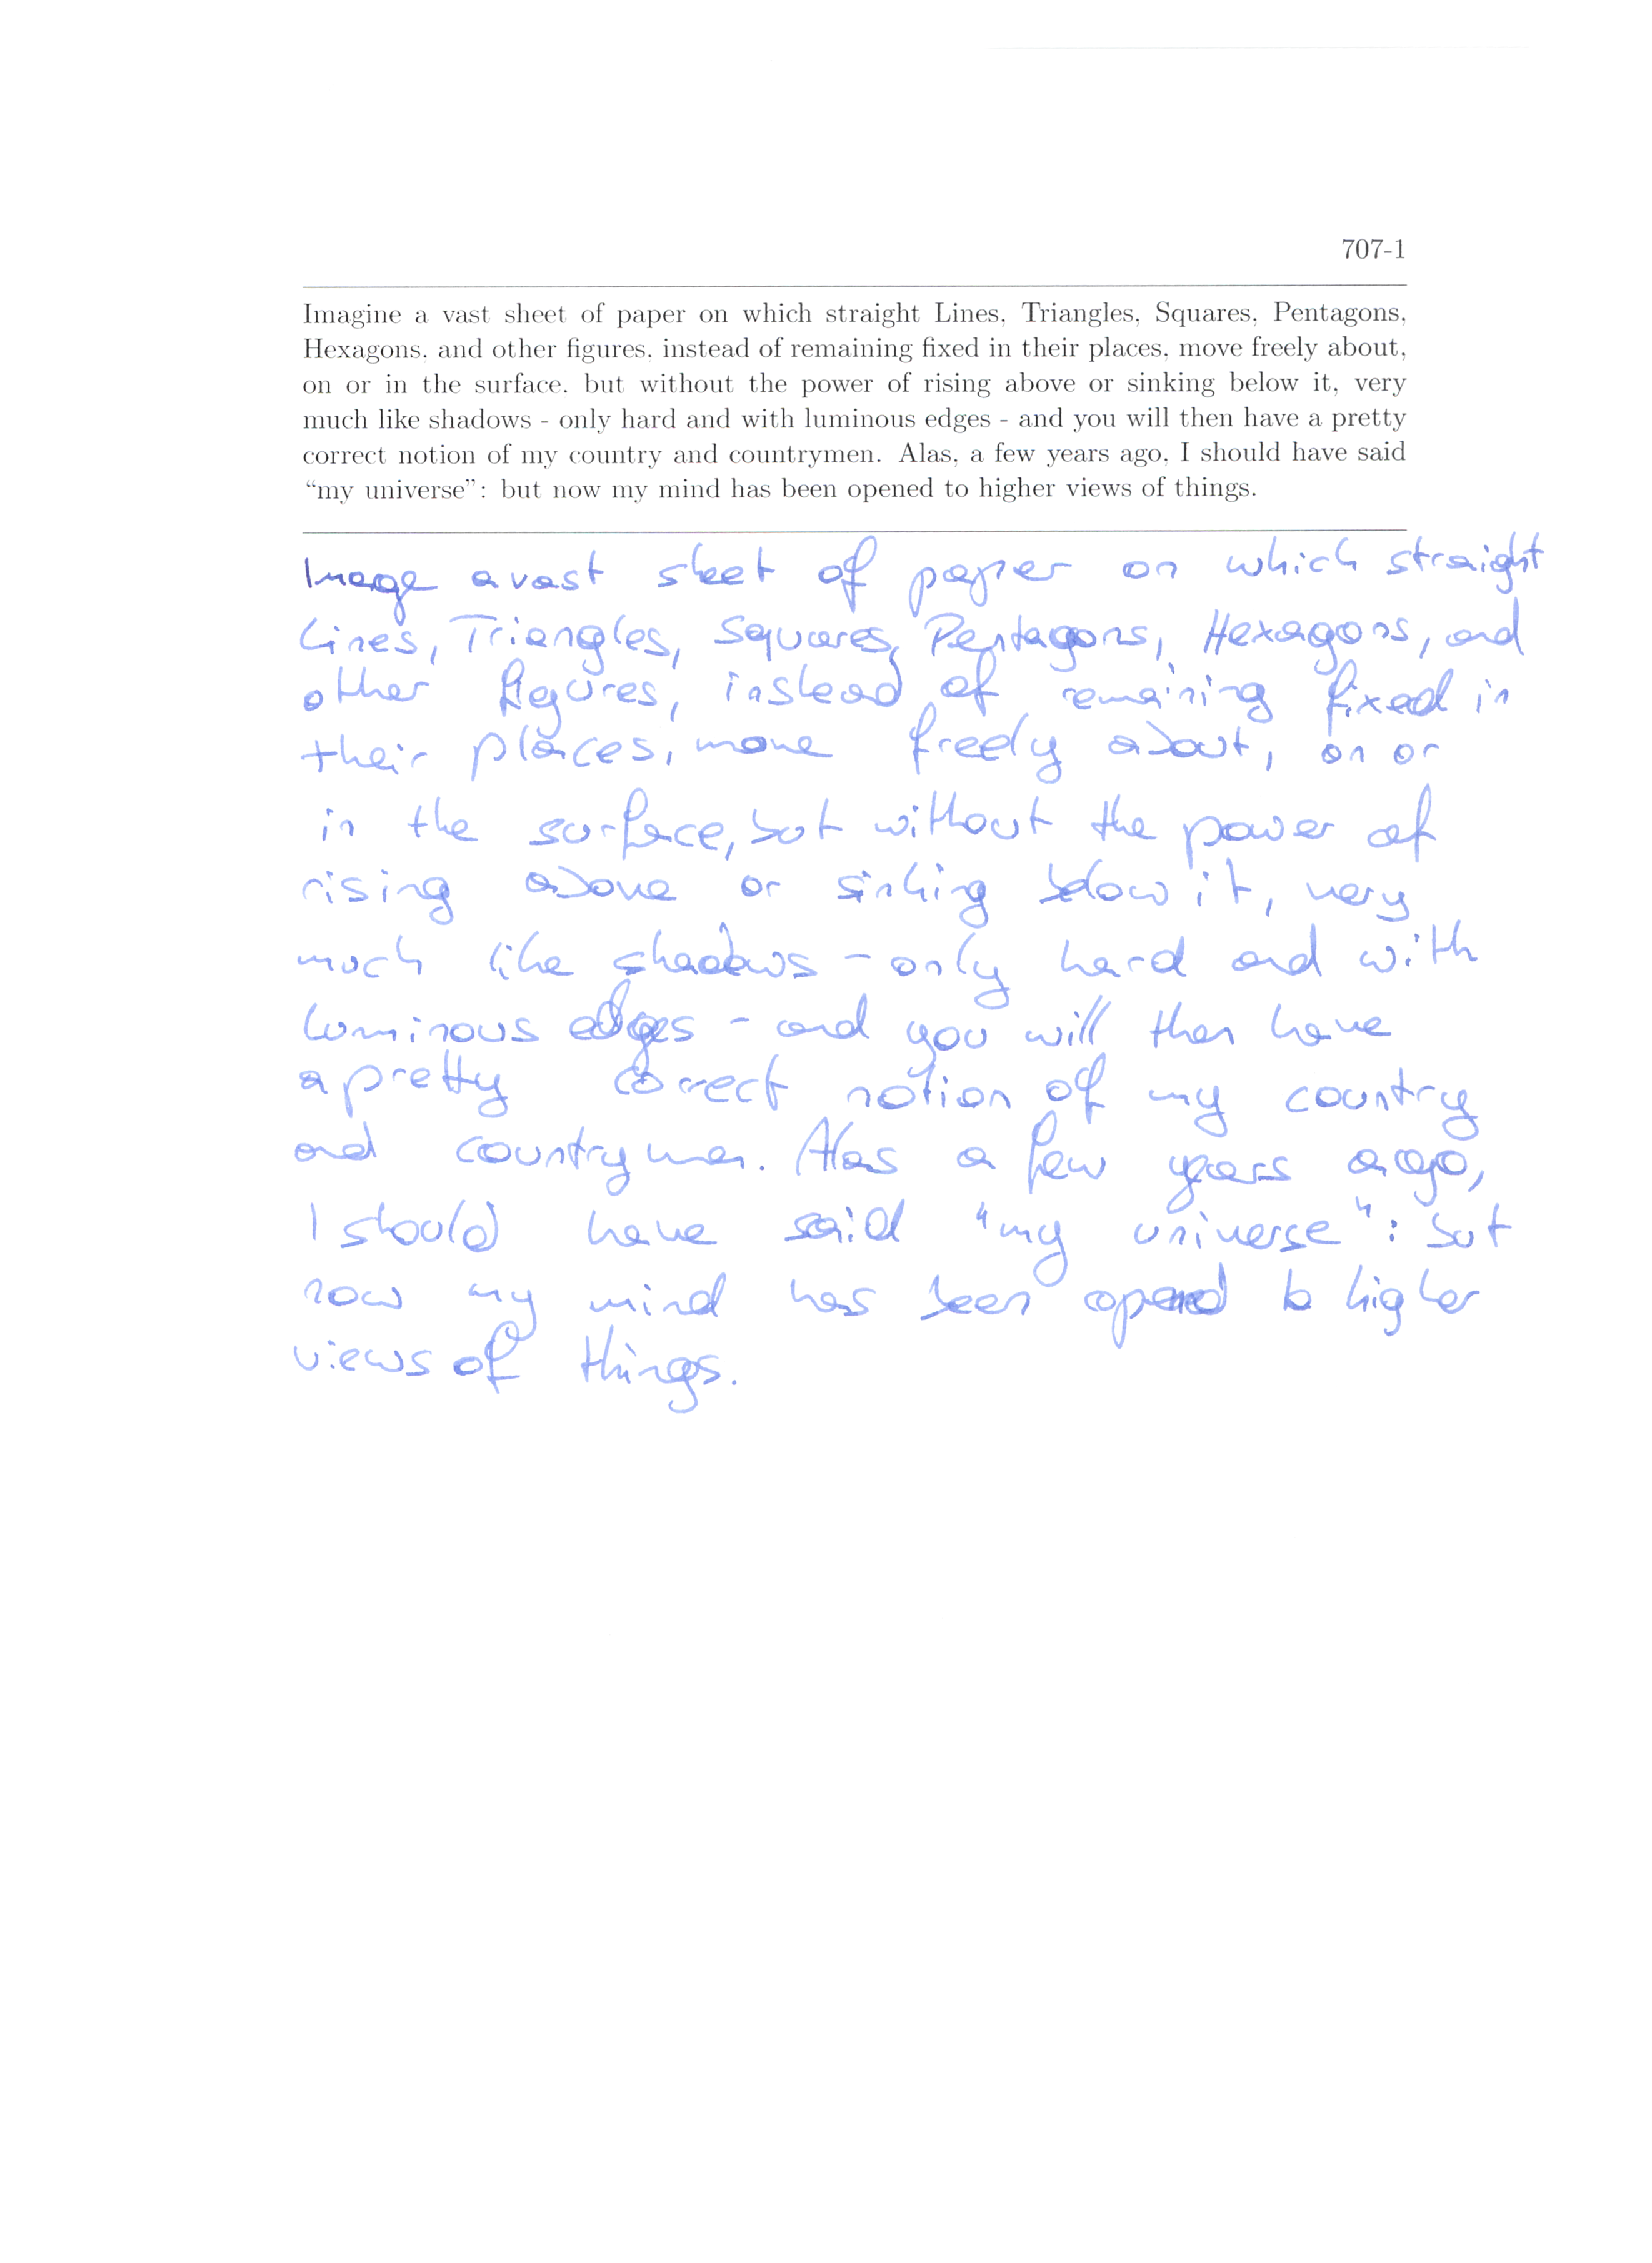 707-1
Imagine a vast sheet of paper on which straight Lines, Triangles, Squares, Pentagons,
Hexagons, and other figures, instead of remaining fixed in their places, move freely about,
on or in the surface, but without the power of rising above or sinking below it, very
much like shadows - only hard and with luminous edges - and you will then have a pretty
correct notion of my country and countrymen. Alas, a few years ago, I should have said
“my universe”: but now my mind has been opened to higher views of things.
Image a vast sheet of paper on which straight
Lines, Triangles, Squares, Pentagons, Hexagons, and
other figures, instead of remaining fixed in
their places, move freely about, on or
in the surface, but without the power of
rising above or sinking below it, very
much like shadows - only hard and with
luminous edges - and you will then have
a pretty correct notion of my country
and countrymen. Alas a few years ago,
I should have said "my universe": but
now my mind has been opened to higher
views of things.